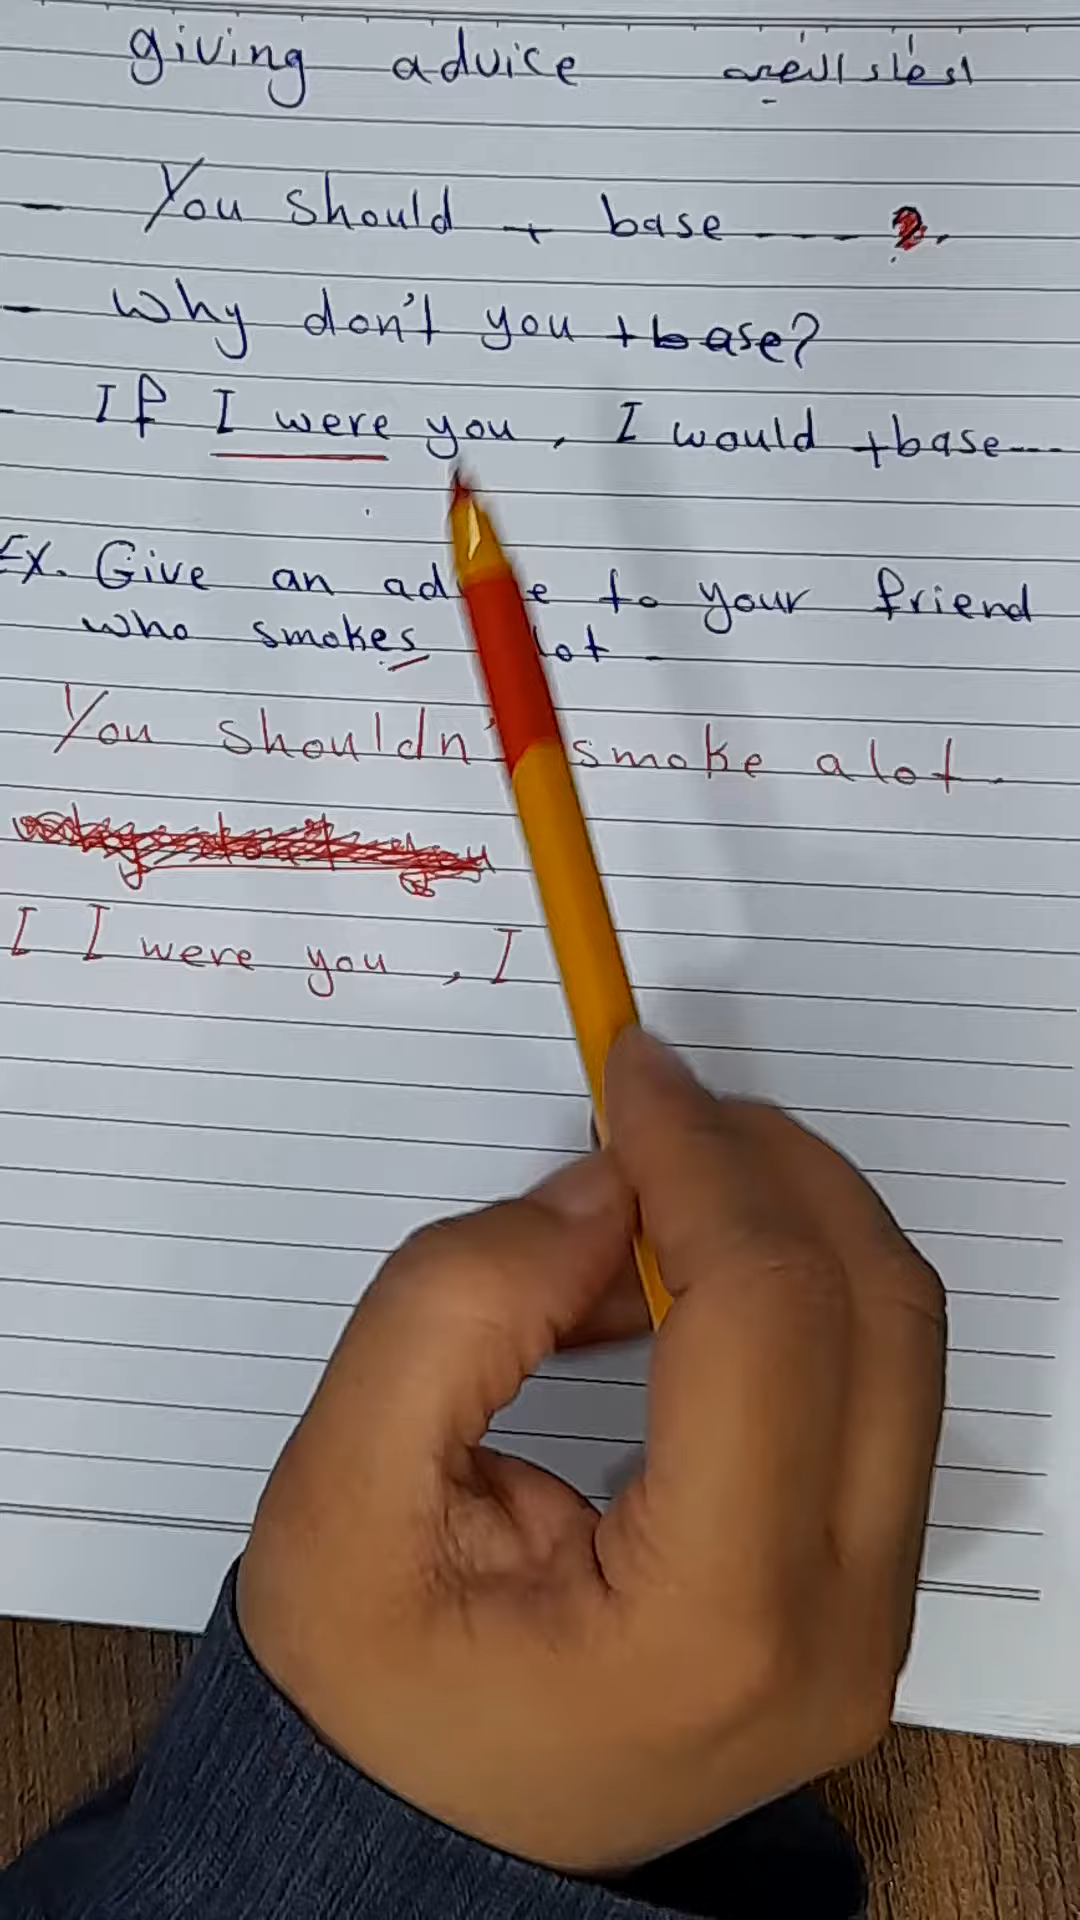 giving advice اعطاء النصيحة
- You should + base ---- ?.
- Why don't you + base?
- If I were you, I would + base---
Ex. Give an ad e to your friend
who smokes lot
You shouldn' smoke alot.
I I were you, I